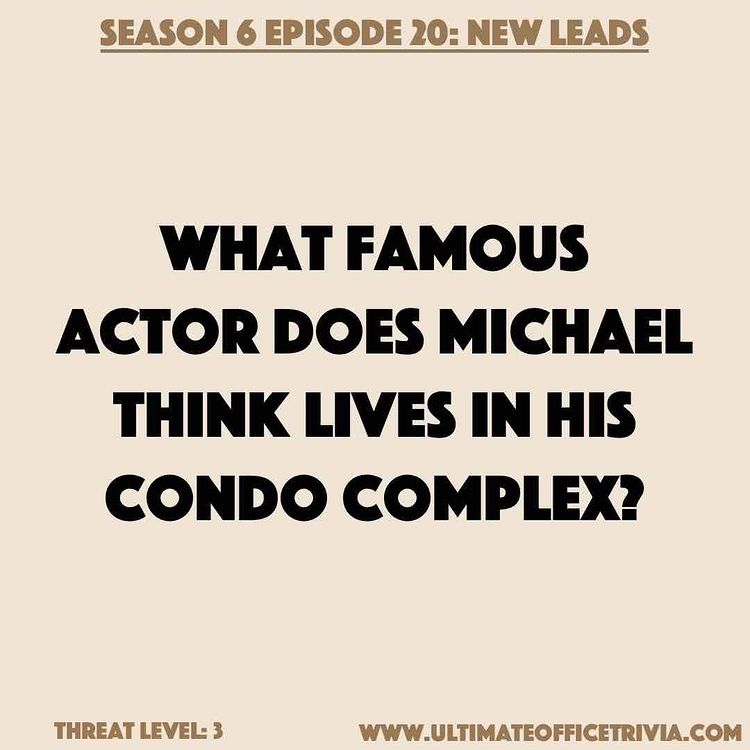 SEASON 6 EPISODE 20: NEW LEADS
WHAT FAMOUS
ACTOR DOES MICHAEL
THINK LIVES IN HIS
CONDO COMPLEX?
THREAT LEVEL: 3
WWW.ULTIMATEOFFICETRIVIA.COM